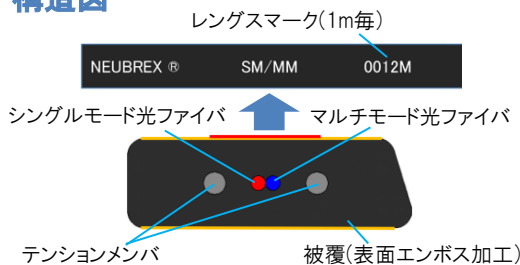 構造図
レングスマーク(1m毎)
NEUBREX ® SM/MM 0012M
シングルモード光ファイバ マルチモード光ファイバ
テンションメンバ 被覆(表面エンボス加工)